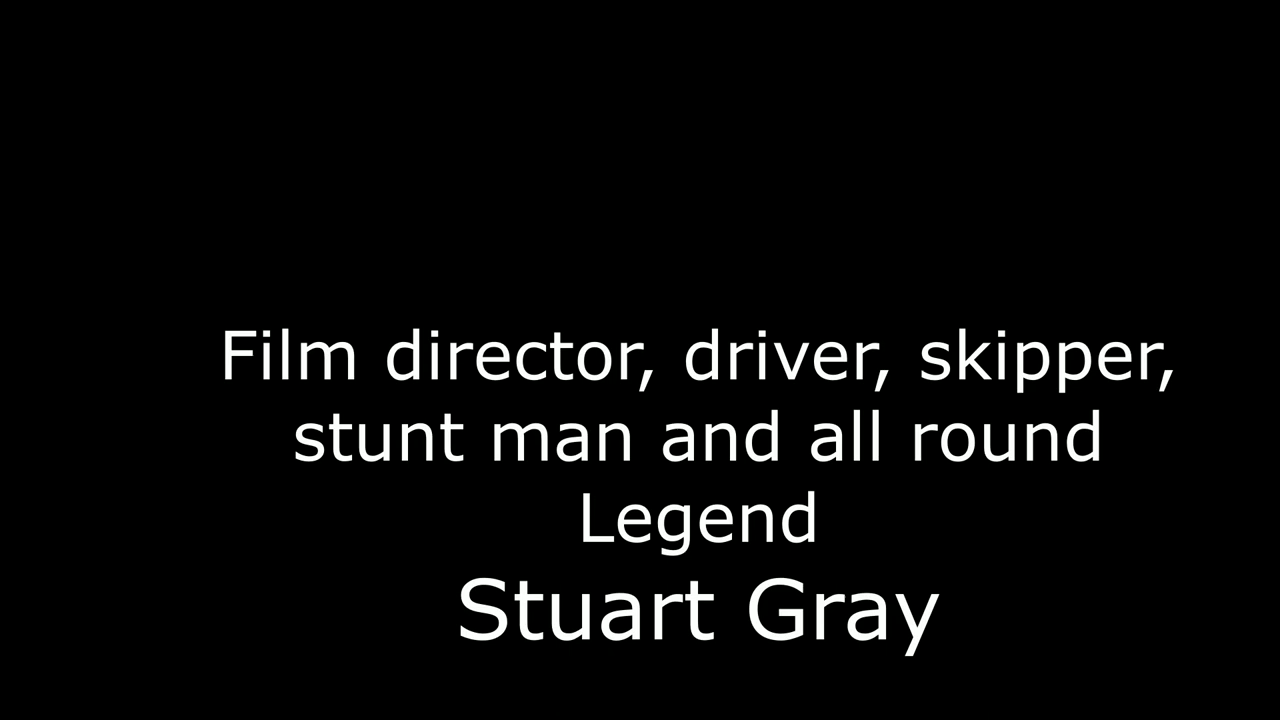 Film director, driver, skipper,
stunt man and all round
Legend
Stuart Gray